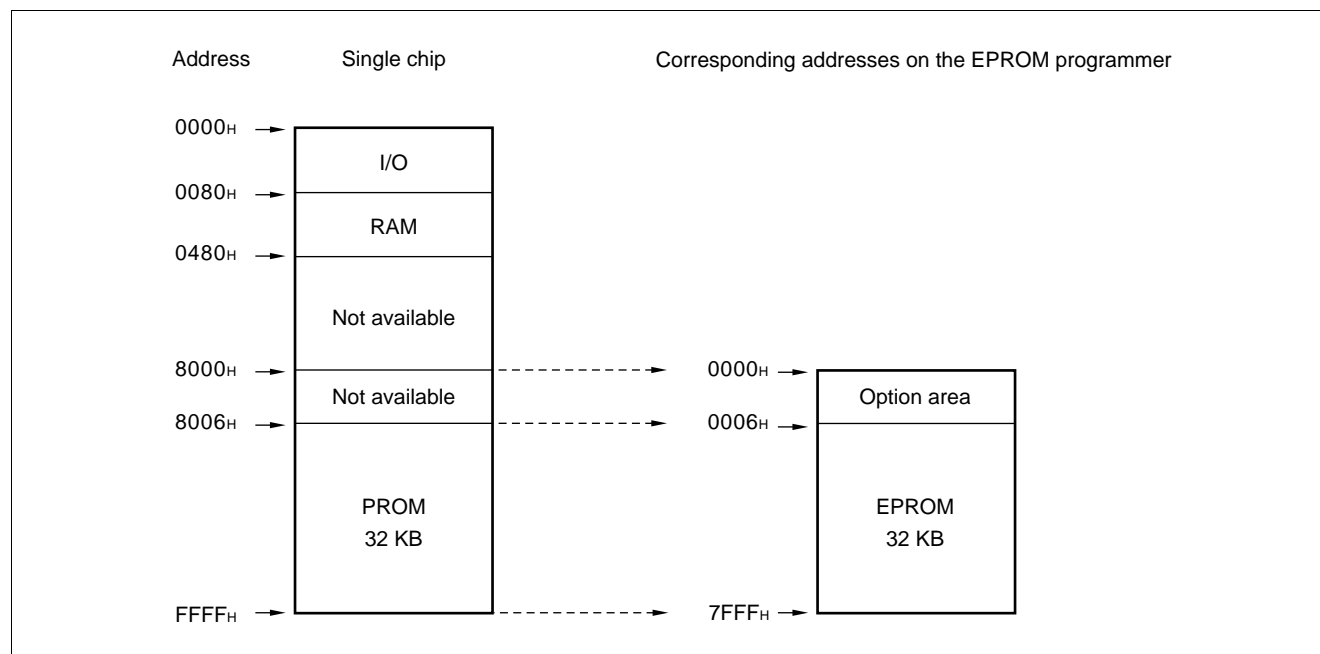 Address Single chip Corresponding addresses on the EPROM programmer
0000H
I/O
0080H
RAM
0480H
Not available
8000H 0000H
Not available Option area
8006H 0006H
PROM EPROM
32 KB 32 KB
FFFFH 7FFFH